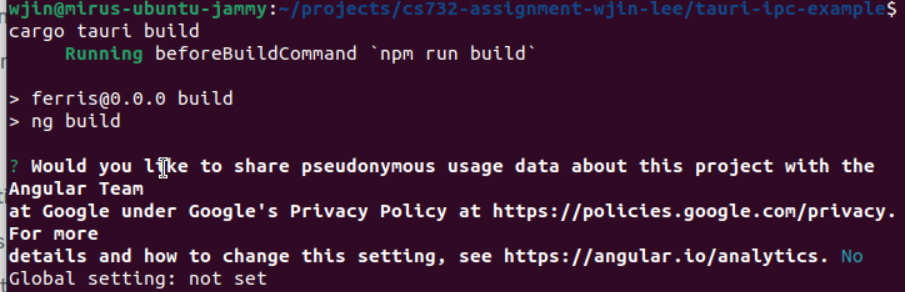 wjin@mirus-ubuntu-jammy:~/projects/cs732-assignment-wjin-lee/tauri-ipc-example$
cargo tauri build
Running beforeBuildCommand `npm run build`
> ferris@0.0.0 build
> ng build
? Would you like to share pseudonymous usage data about this project with the
Angular Team
at Google under Google's Privacy Policy at https://policies.google.com/privacy.
For more
details and how to change this setting, see https://angular.io/analytics. No
Global setting: not set